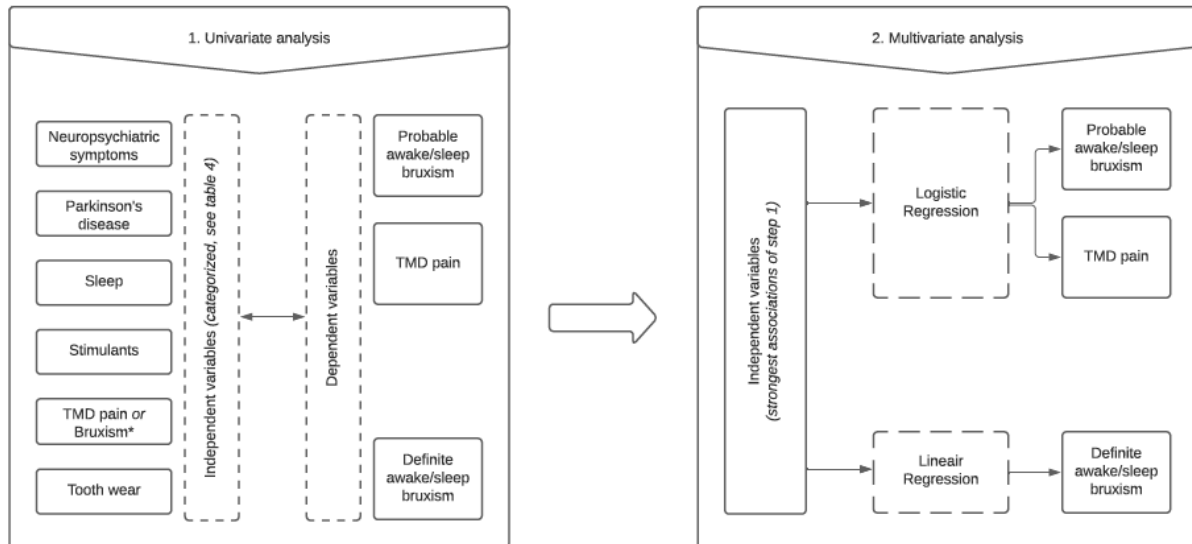 1. Univariate analysis
Neuropsychiatric
symptoms
Parkinson's
disease
Sleep
Stimulants
TMD pain or
Bruxism*
Tooth wear
Independent variables (categorized, see table 4)
Dependent variables
Probable
awake/sleep
bruxism
TMD pain
Definite
awake/sleep
bruxism
2. Multivariate analysis
Independent variables
(strongest associations of step 1)
Logistic
Regression
Probable
awake/sleep
bruxism
TMD pain
Lineair
Regression
Definite
awake/sleep
bruxism